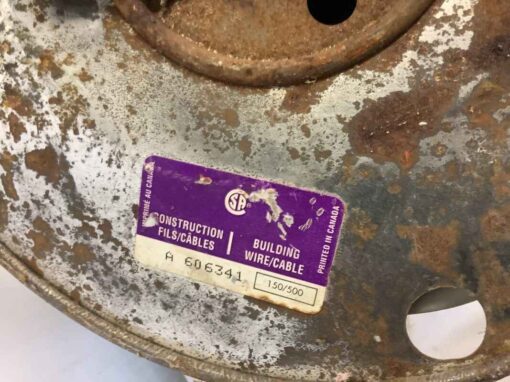 IMPRIMÉ AU CANADA
CONSTRUCTION
FILS/CÂBLES
BUILDING
WIRE/CABLE
PRINTED IN CANADA
A 606341
150/500